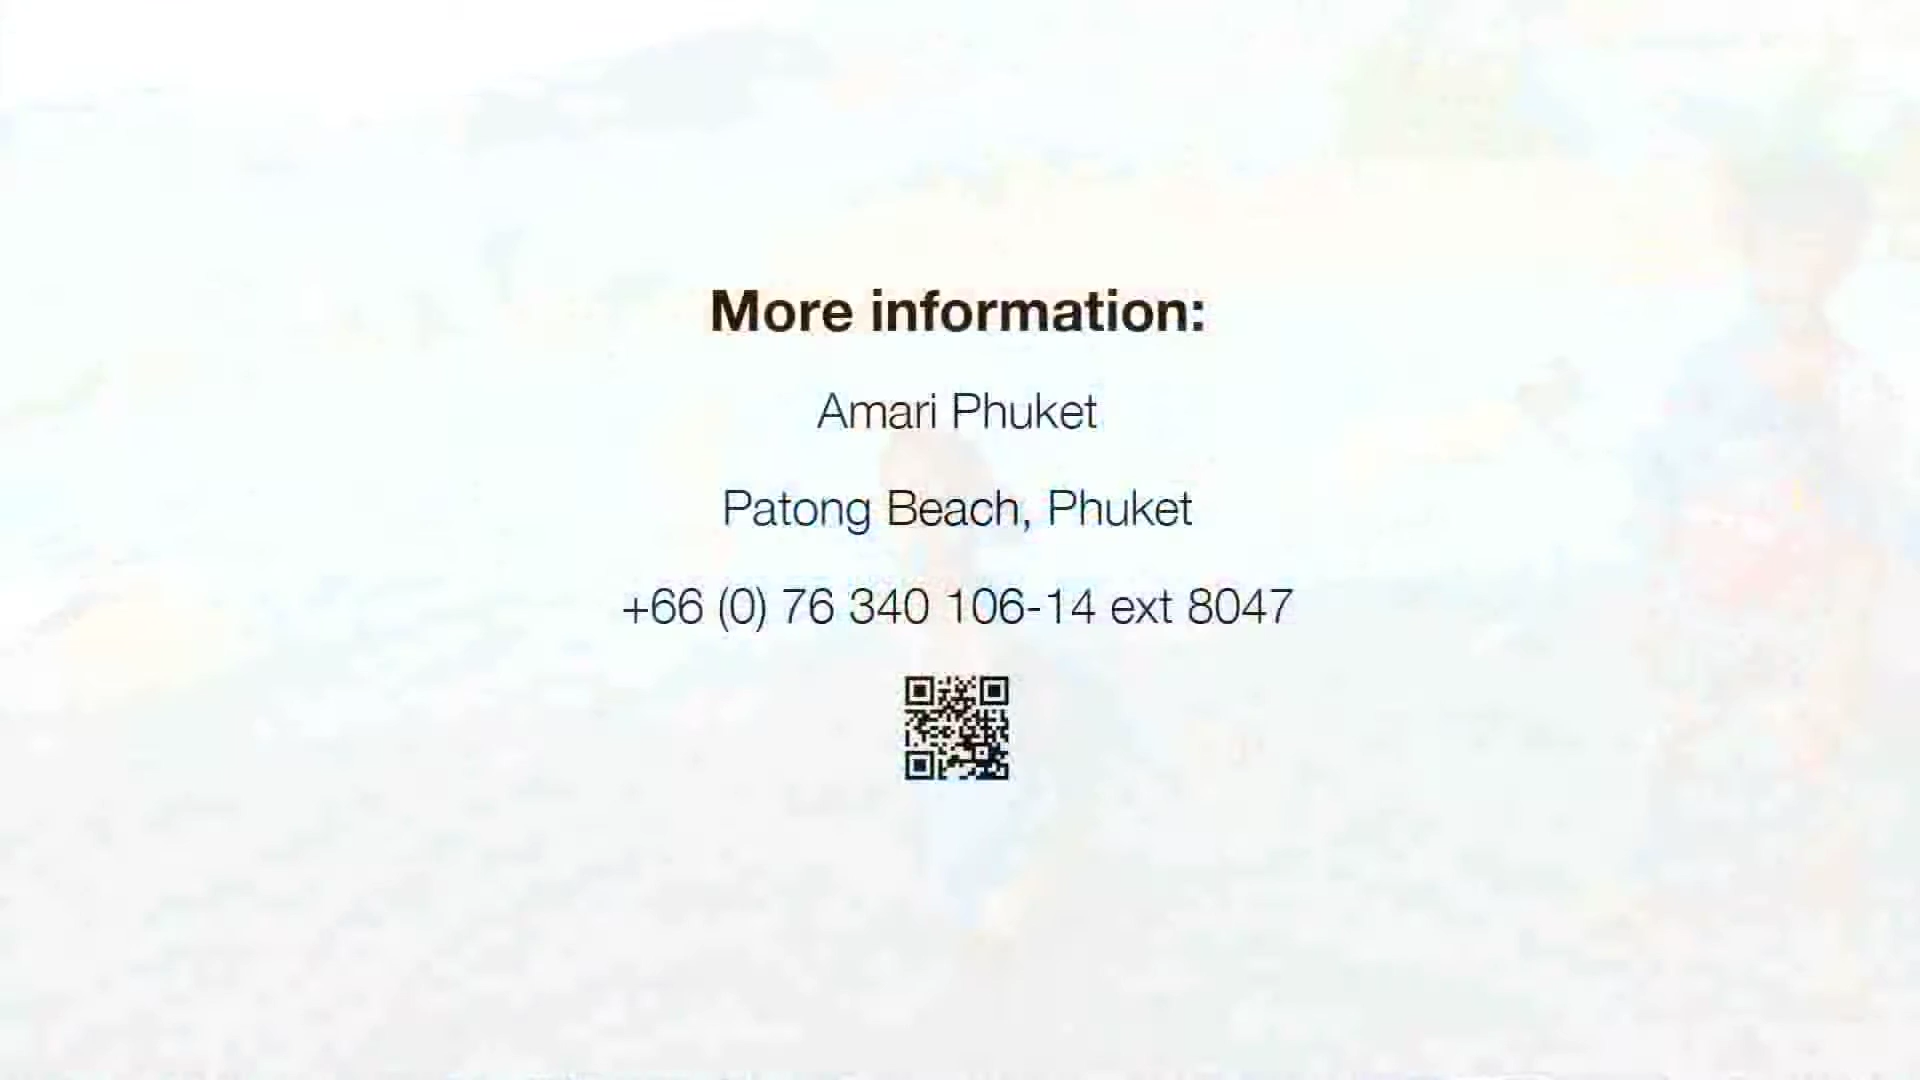 More information:
Amari Phuket
Patong Beach, Phuket
+66 (0) 76 340 106-14 ext 8047